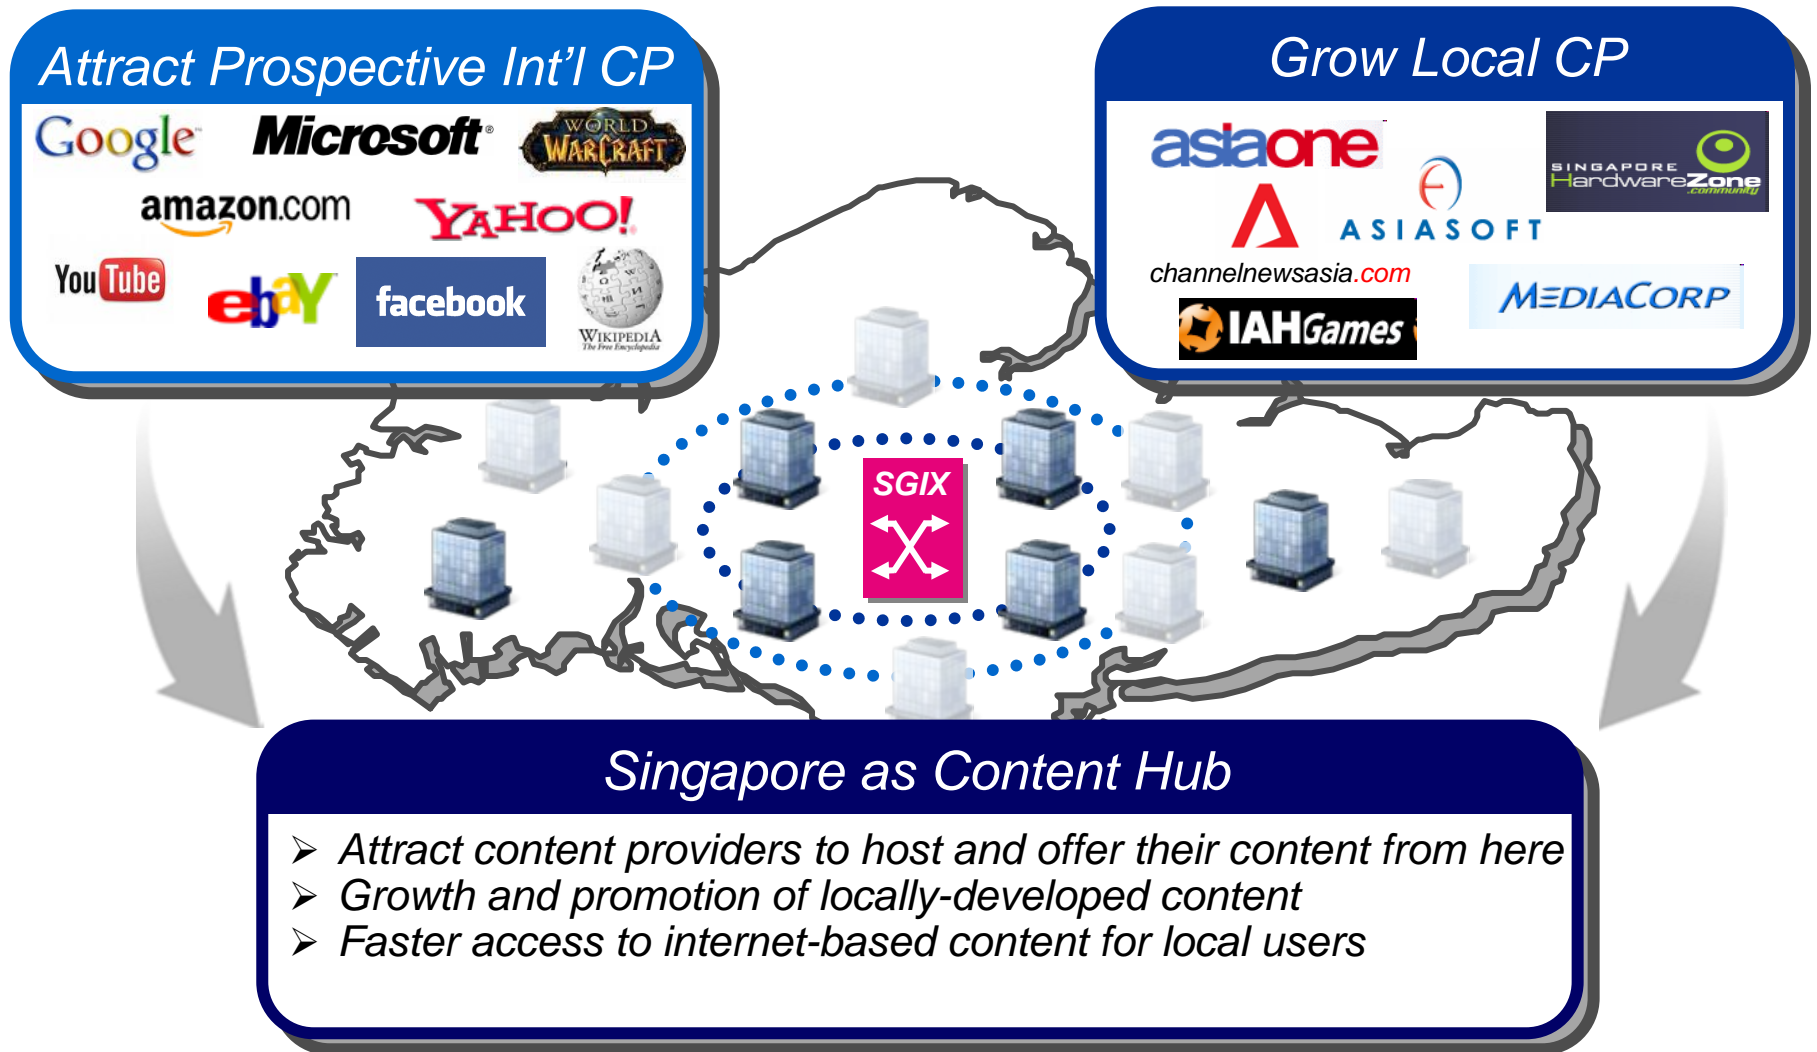 Attract Prospective Int'l CP
Google™
Microsoft®
WORLD
WARCRAFT
amazon.com
YAHOO!
YouTube
ebaY
facebook
WIKIPEDIA
The Free Encyclopedia
Grow Local CP
asiaone
SINGAPORE
HardwareZone
.community
ASIASOFT
channelnewsasia.com
MEDIACORP
IAHGames
SGIX
Singapore as Content Hub
➢ Attract content providers to host and offer their content from here
➢ Growth and promotion of locally-developed content
➢ Faster access to internet-based content for local users